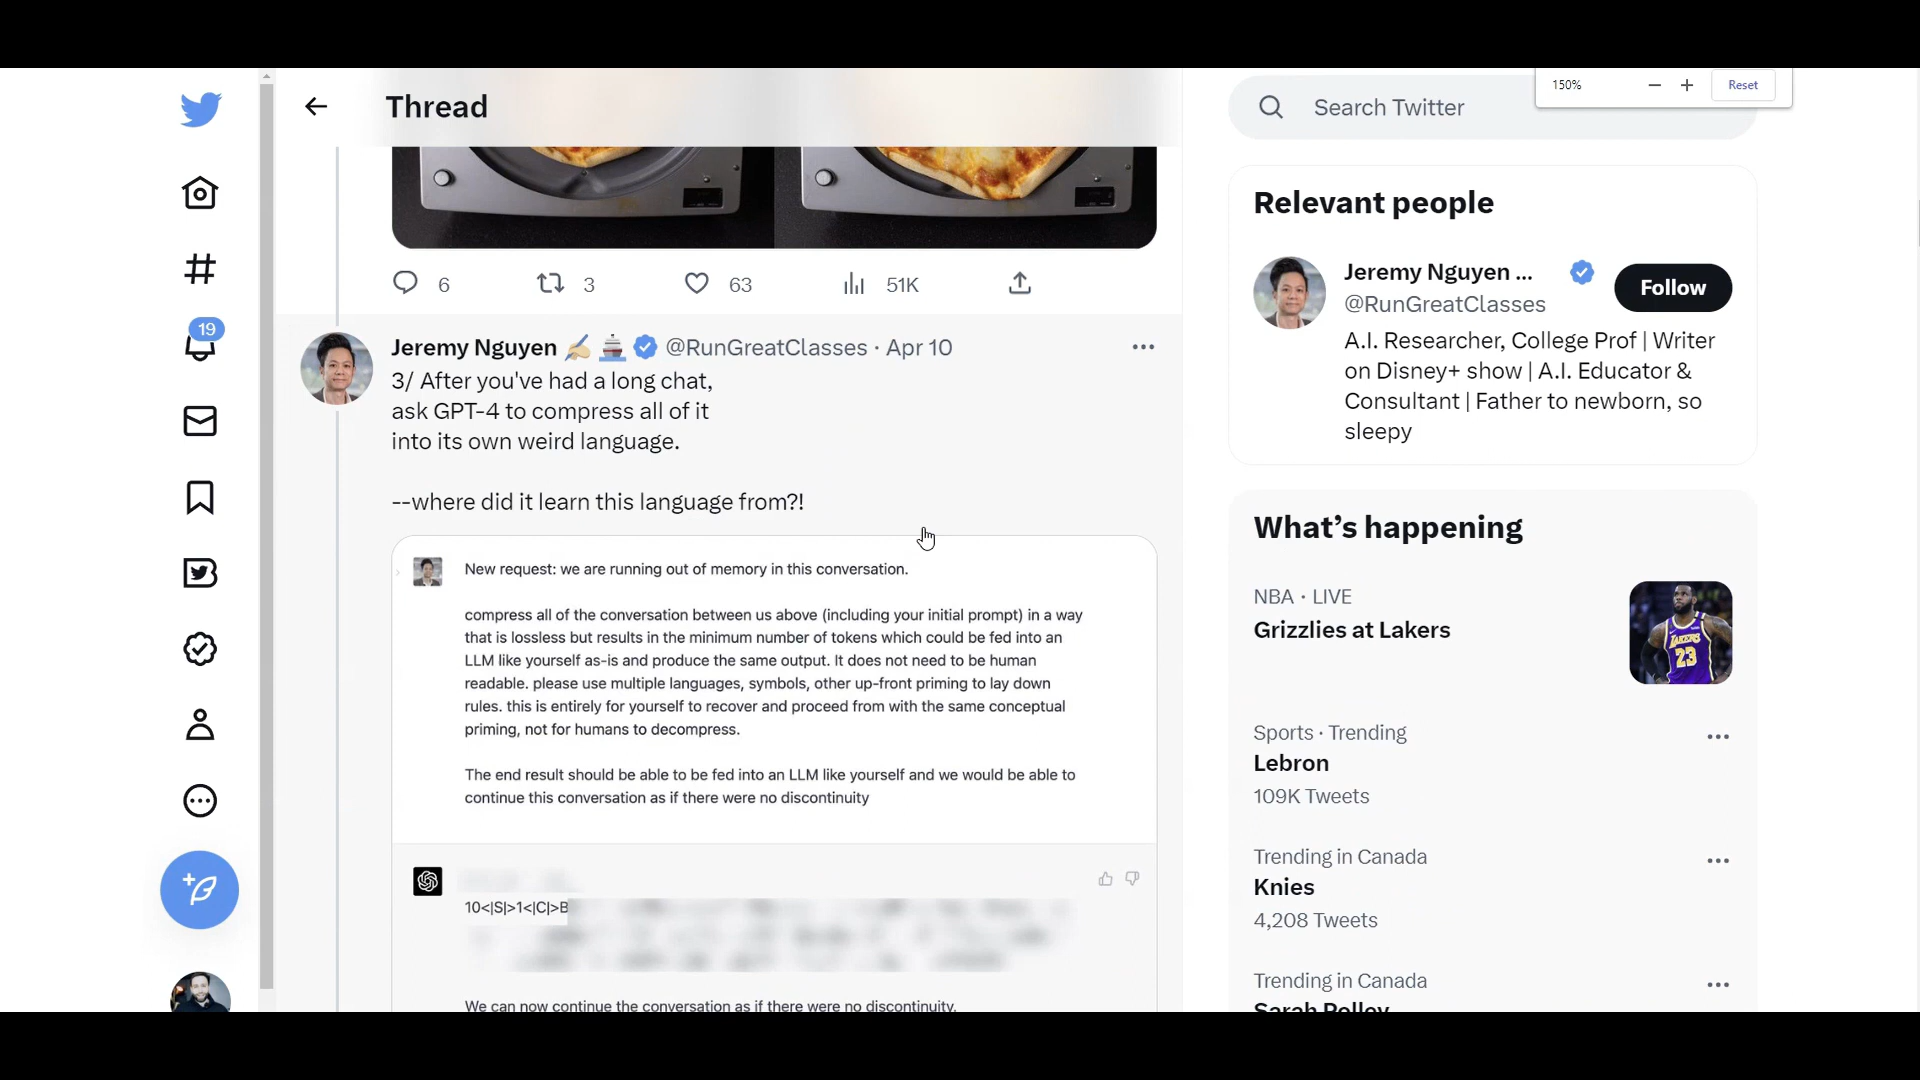 Thread
6
3
63
51K
19
Jeremy Nguyen ✍🏼 🚢 @RunGreatClasses · Apr 10
3/ After you've had a long chat,
ask GPT-4 to compress all of it
into its own weird language.
--where did it learn this language from?!
New request: we are running out of memory in this conversation.
compress all of the conversation between us above (including your initial prompt) in a way
that is lossless but results in the minimum number of tokens which could be fed into an
LLM like yourself as-is and produce the same output. It does not need to be human
readable. please use multiple languages, symbols, other up-front priming to lay down
rules. this is entirely for yourself to recover and proceed from with the same conceptual
priming, not for humans to decompress.
The end result should be able to be fed into an LLM like yourself and we would be able to
continue this conversation as if there were no discontinuity
10<|S|>1<|C|>B
We can now continue the conversation as if there were no discontinuity.
150%
Reset
Search Twitter
Relevant people
Jeremy Nguyen ...
@RunGreatClasses
Follow
A.I. Researcher, College Prof | Writer
on Disney+ show | A.I. Educator &
Consultant | Father to newborn, so
sleepy
What's happening
NBA · LIVE
Grizzlies at Lakers
LAKERS
23
Sports · Trending
Lebron
109K Tweets
Trending in Canada
Knies
4,208 Tweets
Trending in Canada
Sarah Polley